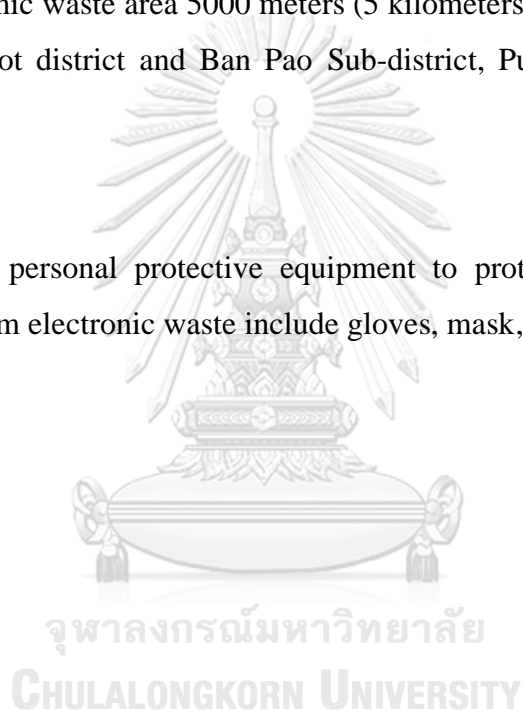 nic waste area 5000 meters (5 kilometers
ot district and Ban Pao Sub-district, Pu
personal protective equipment to prot
m electronic waste include gloves, mask,
จุฬาลงกรณ์มหาวิทยาลัย
CHULALONGKORN UNIVERSITY